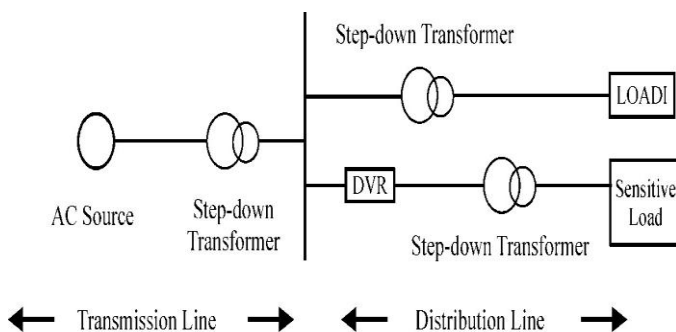 Step-down Transformer
LOADI
AC Source
Step-down
Transformer
DVR
Sensitive
Load
Step-down Transformer
Transmission Line
Distribution Line